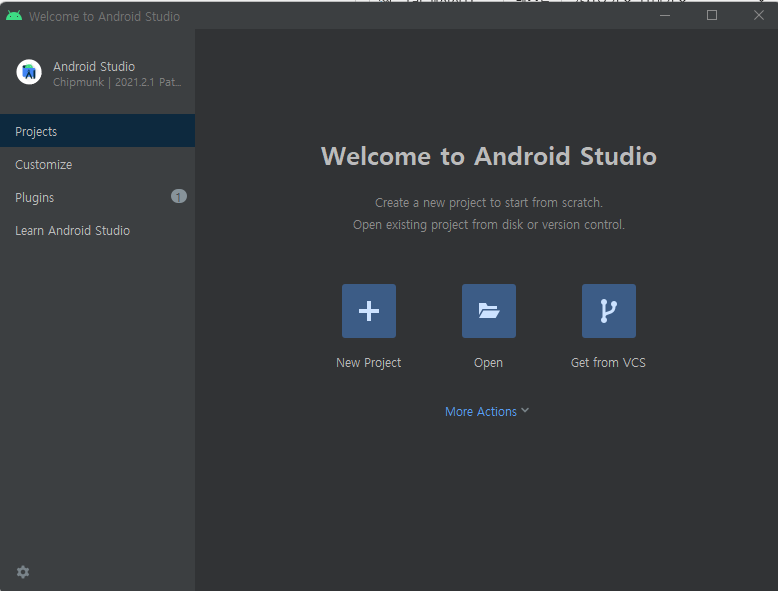 Welcome to Android Studio
Android Studio
Chipmunk | 2021.2.1 Pat...
Projects
Customize
Plugins
1
Learn Android Studio
Welcome to Android Studio
Create a new project to start from scratch.
Open existing project from disk or version control.
New Project
Open
Get from VCS
More Actions